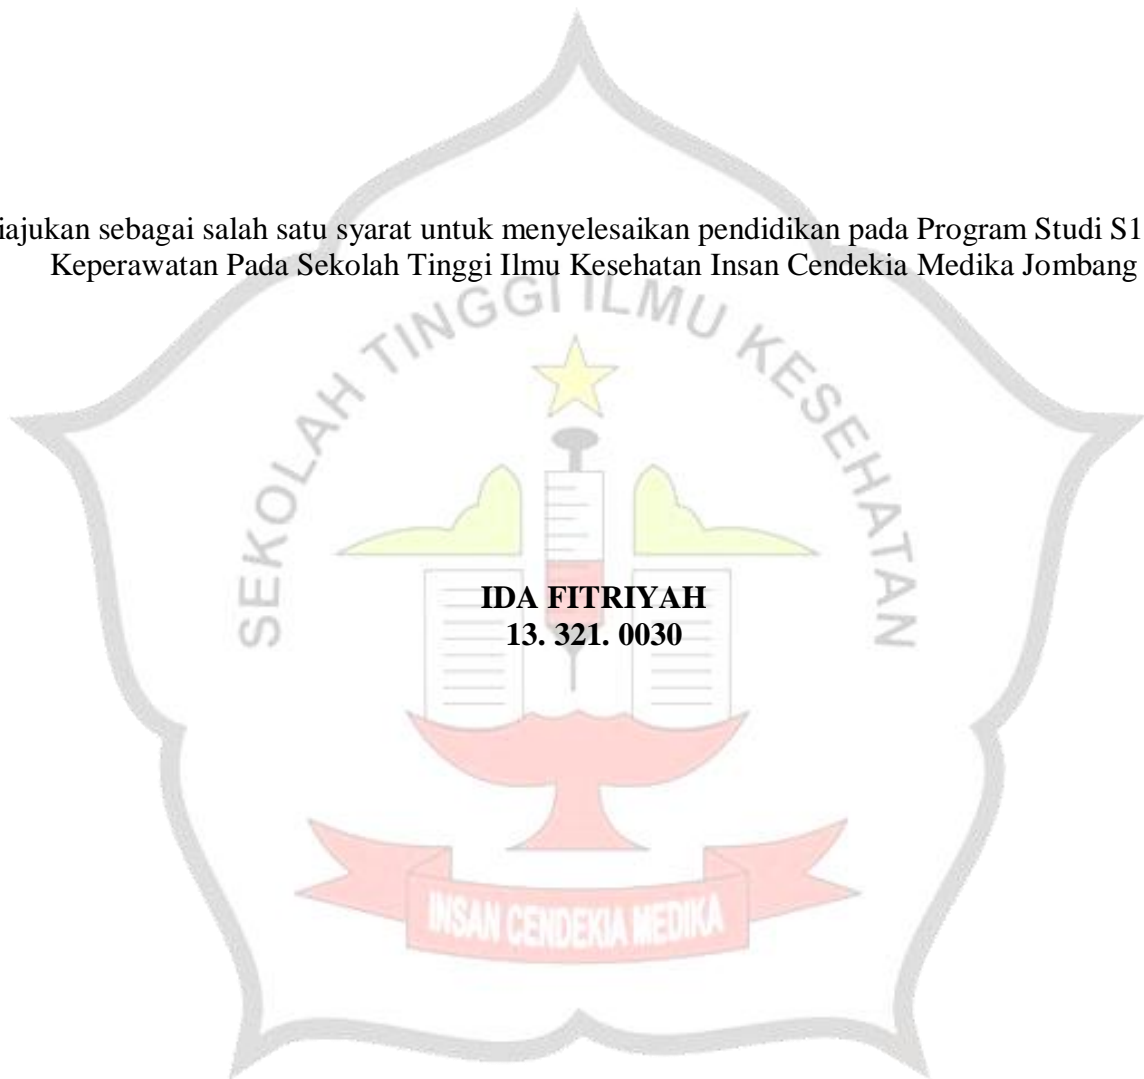 iajukan sebagai salah satu syarat untuk menyelesaikan pendidikan pada Program Studi S1
Keperawatan Pada Sekolah Tinggi Ilmu Kesehatan Insan Cendekia Medika Jombang
SEKOLAH TINGGI ILMU KESEHATAN
IDA FITRIYAH
13. 321. 0030
INSAN CENDEKIA MEDIKA